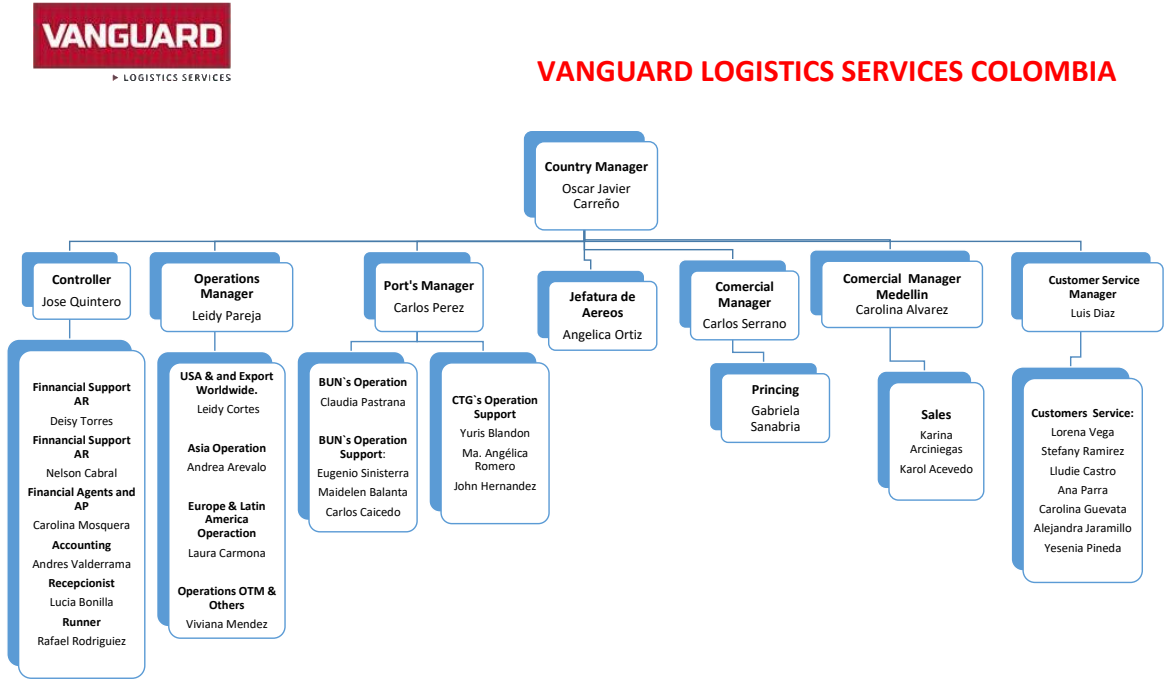 VANGUARD
LOGISTICS SERVICES
VANGUARD LOGISTICS SERVICES COLOMBIA
Country Manager
Oscar Javier
Carreño
Controller
Jose Quintero
Operations
Manager
Leidy Pareja
Port's Manager
Carlos Perez
Jefatura de
Aereos
Angelica Ortiz
Comercial
Manager
Carlos Serrano
Comercial Manager
Medellin
Carolina Alvarez
Customer Service
Manager
Luis Diaz
Finnancial Support
AR
Deisy Torres
Finnancial Support
AR
Nelson Cabral
Financial Agents and
AP
Carolina Mosquera
Accounting
Andres Valderrama
Recepcionist
Lucia Bonilla
Runner
Rafael Rodriguiez
USA & and Export
Worldwide.
Leidy Cortes
Asia Operation
Andrea Arevalo
Europe & Latin
America
Operaction
Laura Carmona
Operations OTM &
Others
Viviana Mendez
BUN`s Operation
Claudia Pastrana
BUN`s Operation
Support:
Eugenio Sinisterra
Maidelen Balanta
Carlos Caicedo
CTG`s Operation
Support
Yuris Blandon
Ma. Angélica
Romero
John Hernandez
Princing
Gabriela
Sanabria
Sales
Karina
Arciniegas
Karol Acevedo
Customers Service:
Lorena Vega
Stefany Ramirez
Lludie Castro
Ana Parra
Carolina Guevata
Alejandra Jaramillo
Yesenia Pineda